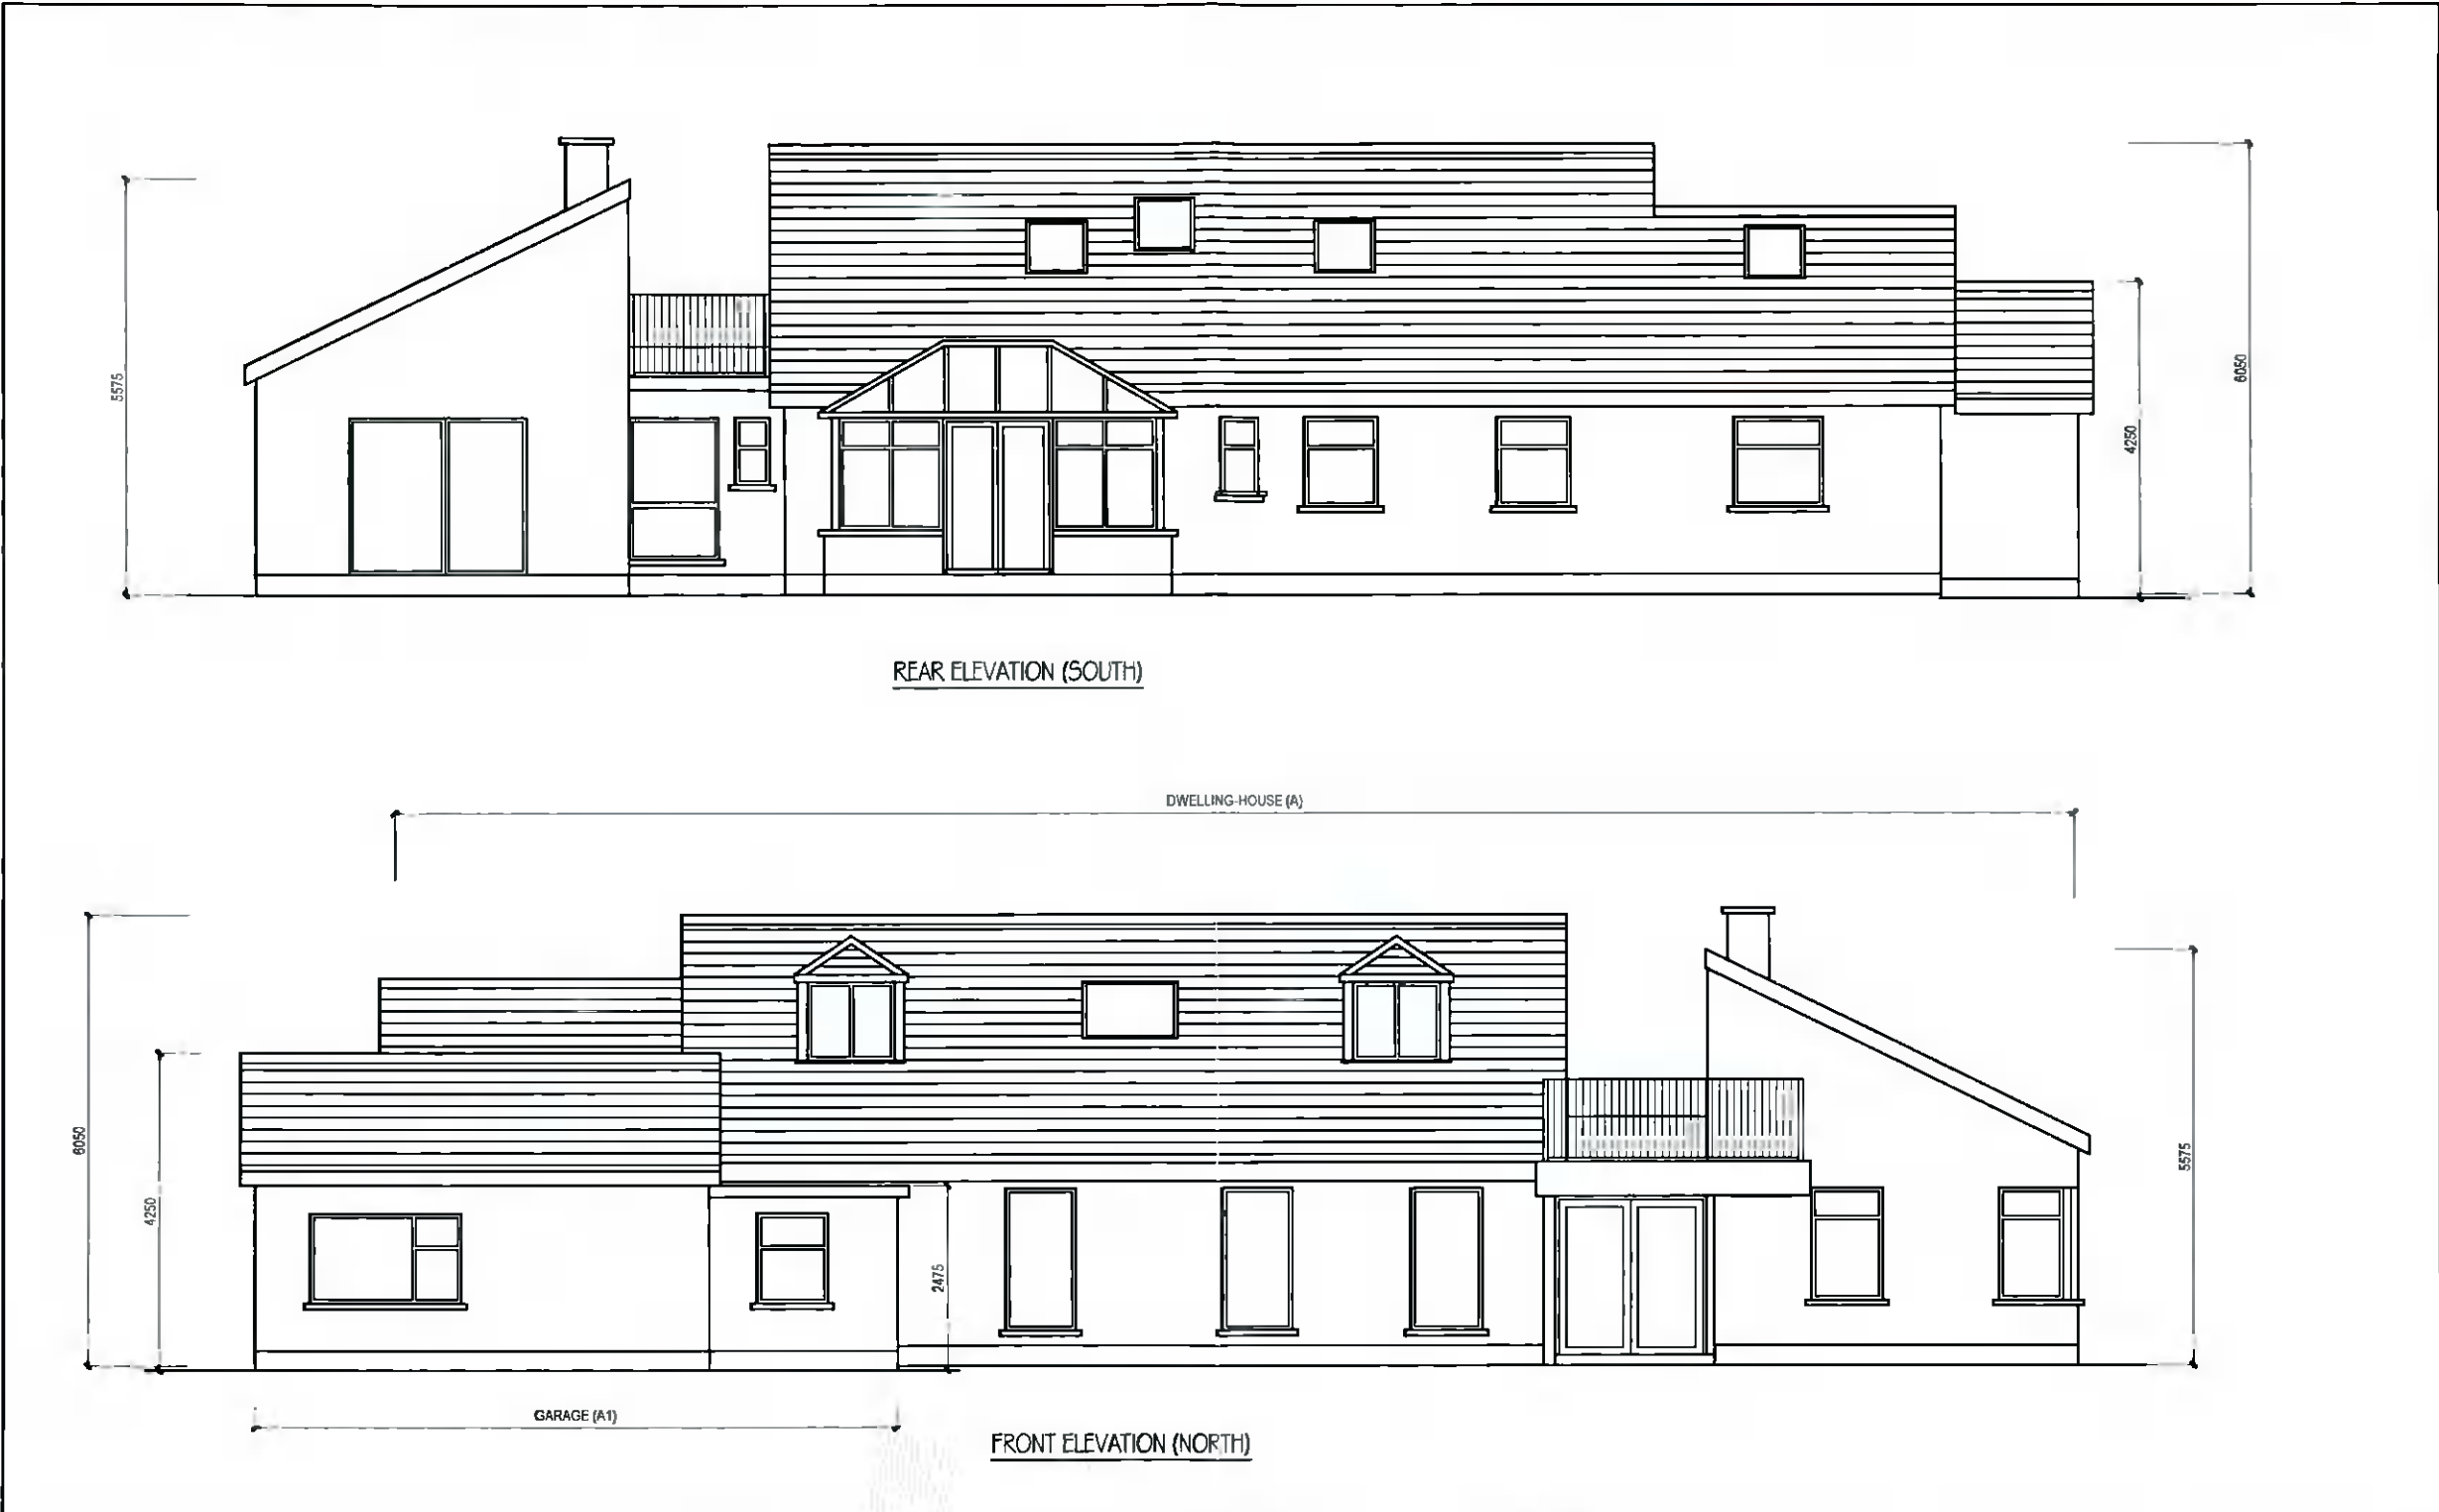 5575
6050
4250
REAR ELEVATION (SOUTH)
DWELLING-HOUSE (A)
6050
4250
2475
5575
GARAGE (A1)
FRONT ELEVATION (NORTH)